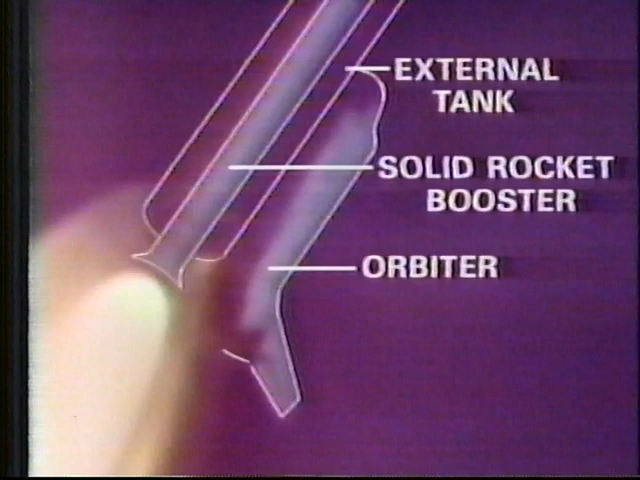 EXTERNAL
TANK
SOLID ROCKET
BOOSTER
ORBITER